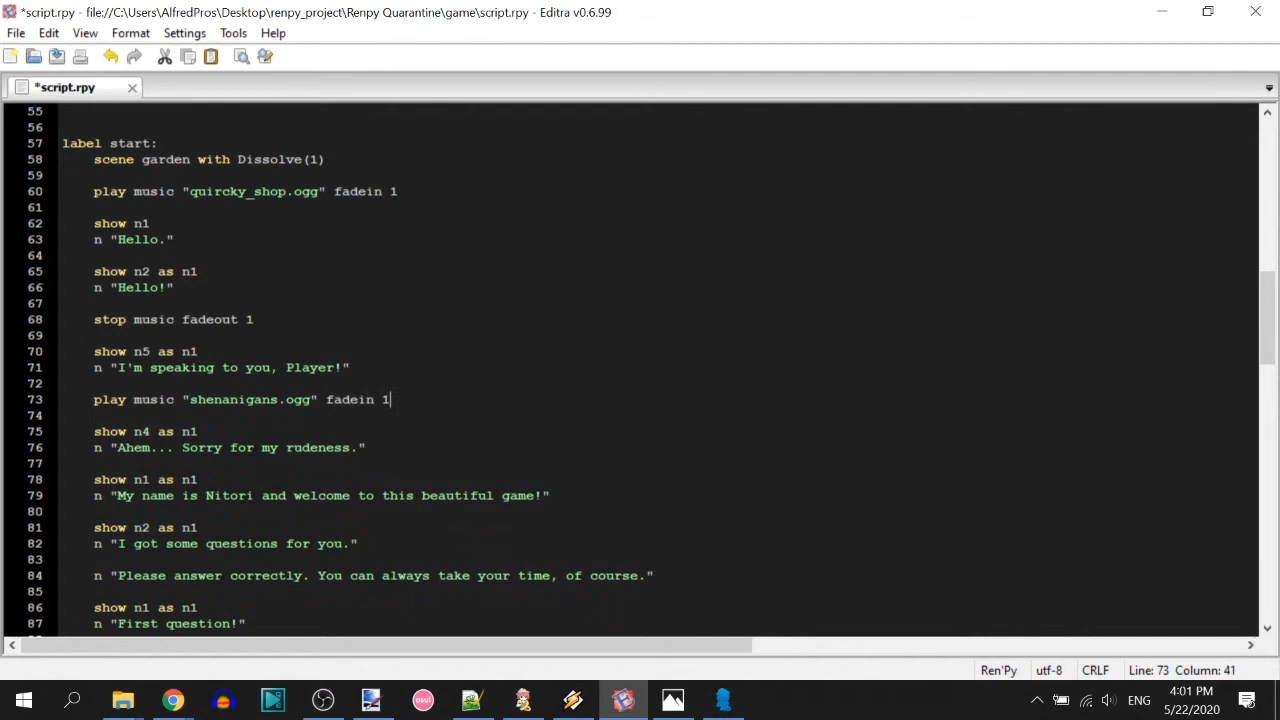 *script.rpy - file://C:\Users\AlfredPros\Desktop\renpy_project\Renpy Quarantine\game\script.rpy - Editra v0.6.99
File Edit View Format Settings Tools Help
*script.rpy
55
56
57 label start:
58 scene garden with Dissolve(1)
59
60 play music "quircky_shop.ogg" fadein 1
61
62 show n1
63 n "Hello."
64
65 show n2 as n1
66 n "Hello!"
67
68 stop music fadeout 1
69
70 show n5 as n1
71 n "I'm speaking to you, Player!"
72
73 play music "shenanigans.ogg" fadein 1
74
75 show n4 as n1
76 n "Ahem... Sorry for my rudeness."
77
78 show n1 as n1
79 n "My name is Nitori and welcome to this beautiful game!"
80
81 show n2 as n1
82 n "I got some questions for you."
83
84 n "Please answer correctly. You can always take your time, of course."
85
86 show n1 as n1
87 n "First question!"
Ren'Py utf-8 CRLF Line: 73 Column: 41
osu!
ENG
4:01 PM
5/22/2020